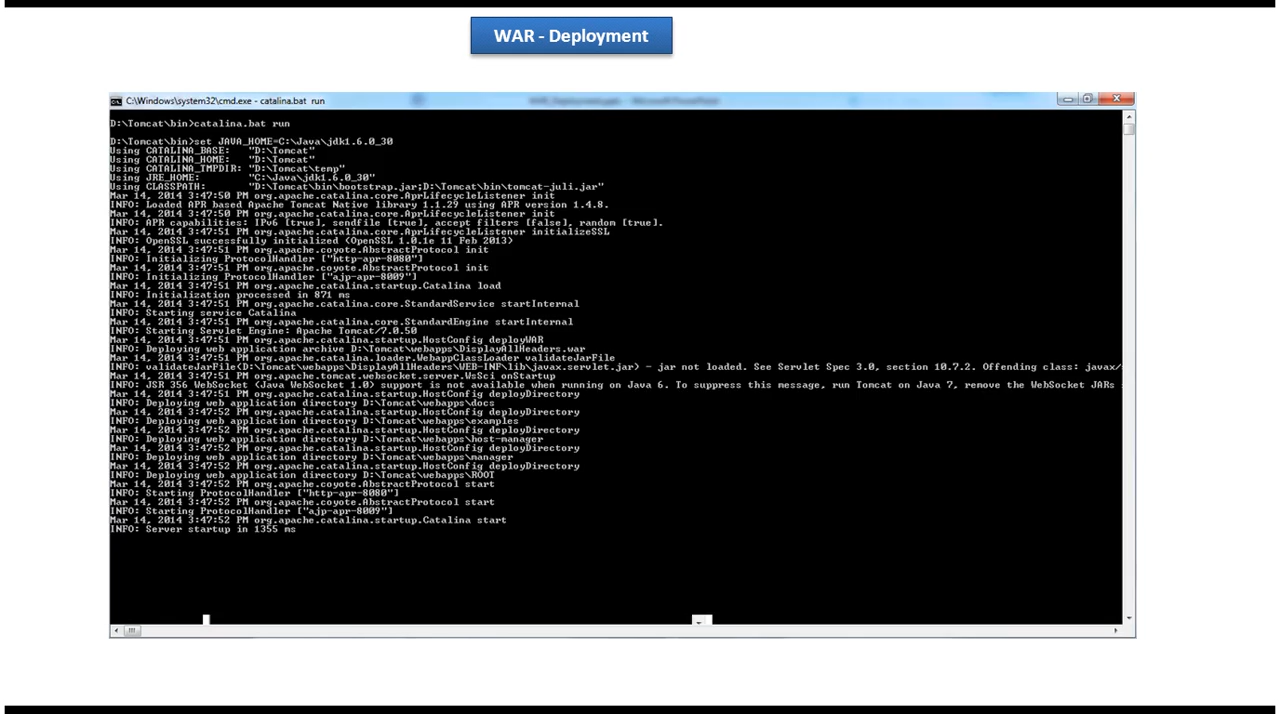 WAR - Deployment
C:\Windows\system32\cmd.exe - catalina.bat run
D:\Tomcat\bin>catalina.bat run
D:\Tomcat\bin>set JAVA_HOME=C:\Java\jdk1.6.0_30
Using CATALINA_BASE: "D:\Tomcat"
Using CATALINA_HOME: "D:\Tomcat"
Using CATALINA_TMPDIR: "D:\Tomcat\temp"
Using JRE_HOME: "C:\Java\jdk1.6.0_30"
Using CLASSPATH: "D:\Tomcat\bin\bootstrap.jar;D:\Tomcat\bin\tomcat-juli.jar"
Mar 14, 2014 3:47:50 PM org.apache.catalina.core.AprLifecycleListener init
INFO: Loaded APR based Apache Tomcat Native library 1.1.29 using APR version 1.4.8.
Mar 14, 2014 3:47:50 PM org.apache.catalina.core.AprLifecycleListener init
INFO: APR capabilities: IPv6 [true], sendfile [true], accept filters [false], random [true].
Mar 14, 2014 3:47:51 PM org.apache.catalina.core.AprLifecycleListener initializeSSL
INFO: OpenSSL successfully initialized (OpenSSL 1.0.1e 11 Feb 2013)
Mar 14, 2014 3:47:51 PM org.apache.coyote.AbstractProtocol init
INFO: Initializing ProtocolHandler ["http-apr-8080"]
Mar 14, 2014 3:47:51 PM org.apache.coyote.AbstractProtocol init
INFO: Initializing ProtocolHandler ["ajp-apr-8009"]
Mar 14, 2014 3:47:51 PM org.apache.catalina.startup.Catalina load
INFO: Initialization processed in 871 ms
Mar 14, 2014 3:47:51 PM org.apache.catalina.core.StandardService startInternal
INFO: Starting service Catalina
Mar 14, 2014 3:47:51 PM org.apache.catalina.core.StandardEngine startInternal
INFO: Starting Servlet Engine: Apache Tomcat/7.0.50
Mar 14, 2014 3:47:51 PM org.apache.catalina.startup.HostConfig deployWAR
INFO: Deploying web application archive D:\Tomcat\webapps\DisplayAllHeaders.war
Mar 14, 2014 3:47:51 PM org.apache.catalina.loader.WebappClassLoader validateJarFile
INFO: validateJarFile(D:\Tomcat\webapps\DisplayAllHeaders\WEB-INF\lib\javax.servlet.jar) - jar not loaded. See Servlet Spec 3.0, section 10.7.2. Offending class: javax/
Mar 14, 2014 3:47:51 PM org.apache.tomcat.websocket.server.WsSci onStartup
INFO: JSR 356 WebSocket (Java WebSocket 1.0) support is not available when running on Java 6. To suppress this message, run Tomcat on Java 7, remove the WebSocket JARs
Mar 14, 2014 3:47:51 PM org.apache.catalina.startup.HostConfig deployDirectory
INFO: Deploying web application directory D:\Tomcat\webapps\docs
Mar 14, 2014 3:47:52 PM org.apache.catalina.startup.HostConfig deployDirectory
INFO: Deploying web application directory D:\Tomcat\webapps\examples
Mar 14, 2014 3:47:52 PM org.apache.catalina.startup.HostConfig deployDirectory
INFO: Deploying web application directory D:\Tomcat\webapps\host-manager
Mar 14, 2014 3:47:52 PM org.apache.catalina.startup.HostConfig deployDirectory
INFO: Deploying web application directory D:\Tomcat\webapps\manager
Mar 14, 2014 3:47:52 PM org.apache.catalina.startup.HostConfig deployDirectory
INFO: Deploying web application directory D:\Tomcat\webapps\ROOT
Mar 14, 2014 3:47:52 PM org.apache.coyote.AbstractProtocol start
INFO: Starting ProtocolHandler ["http-apr-8080"]
Mar 14, 2014 3:47:52 PM org.apache.coyote.AbstractProtocol start
INFO: Starting ProtocolHandler ["ajp-apr-8009"]
Mar 14, 2014 3:47:52 PM org.apache.catalina.startup.Catalina start
INFO: Server startup in 1355 ms